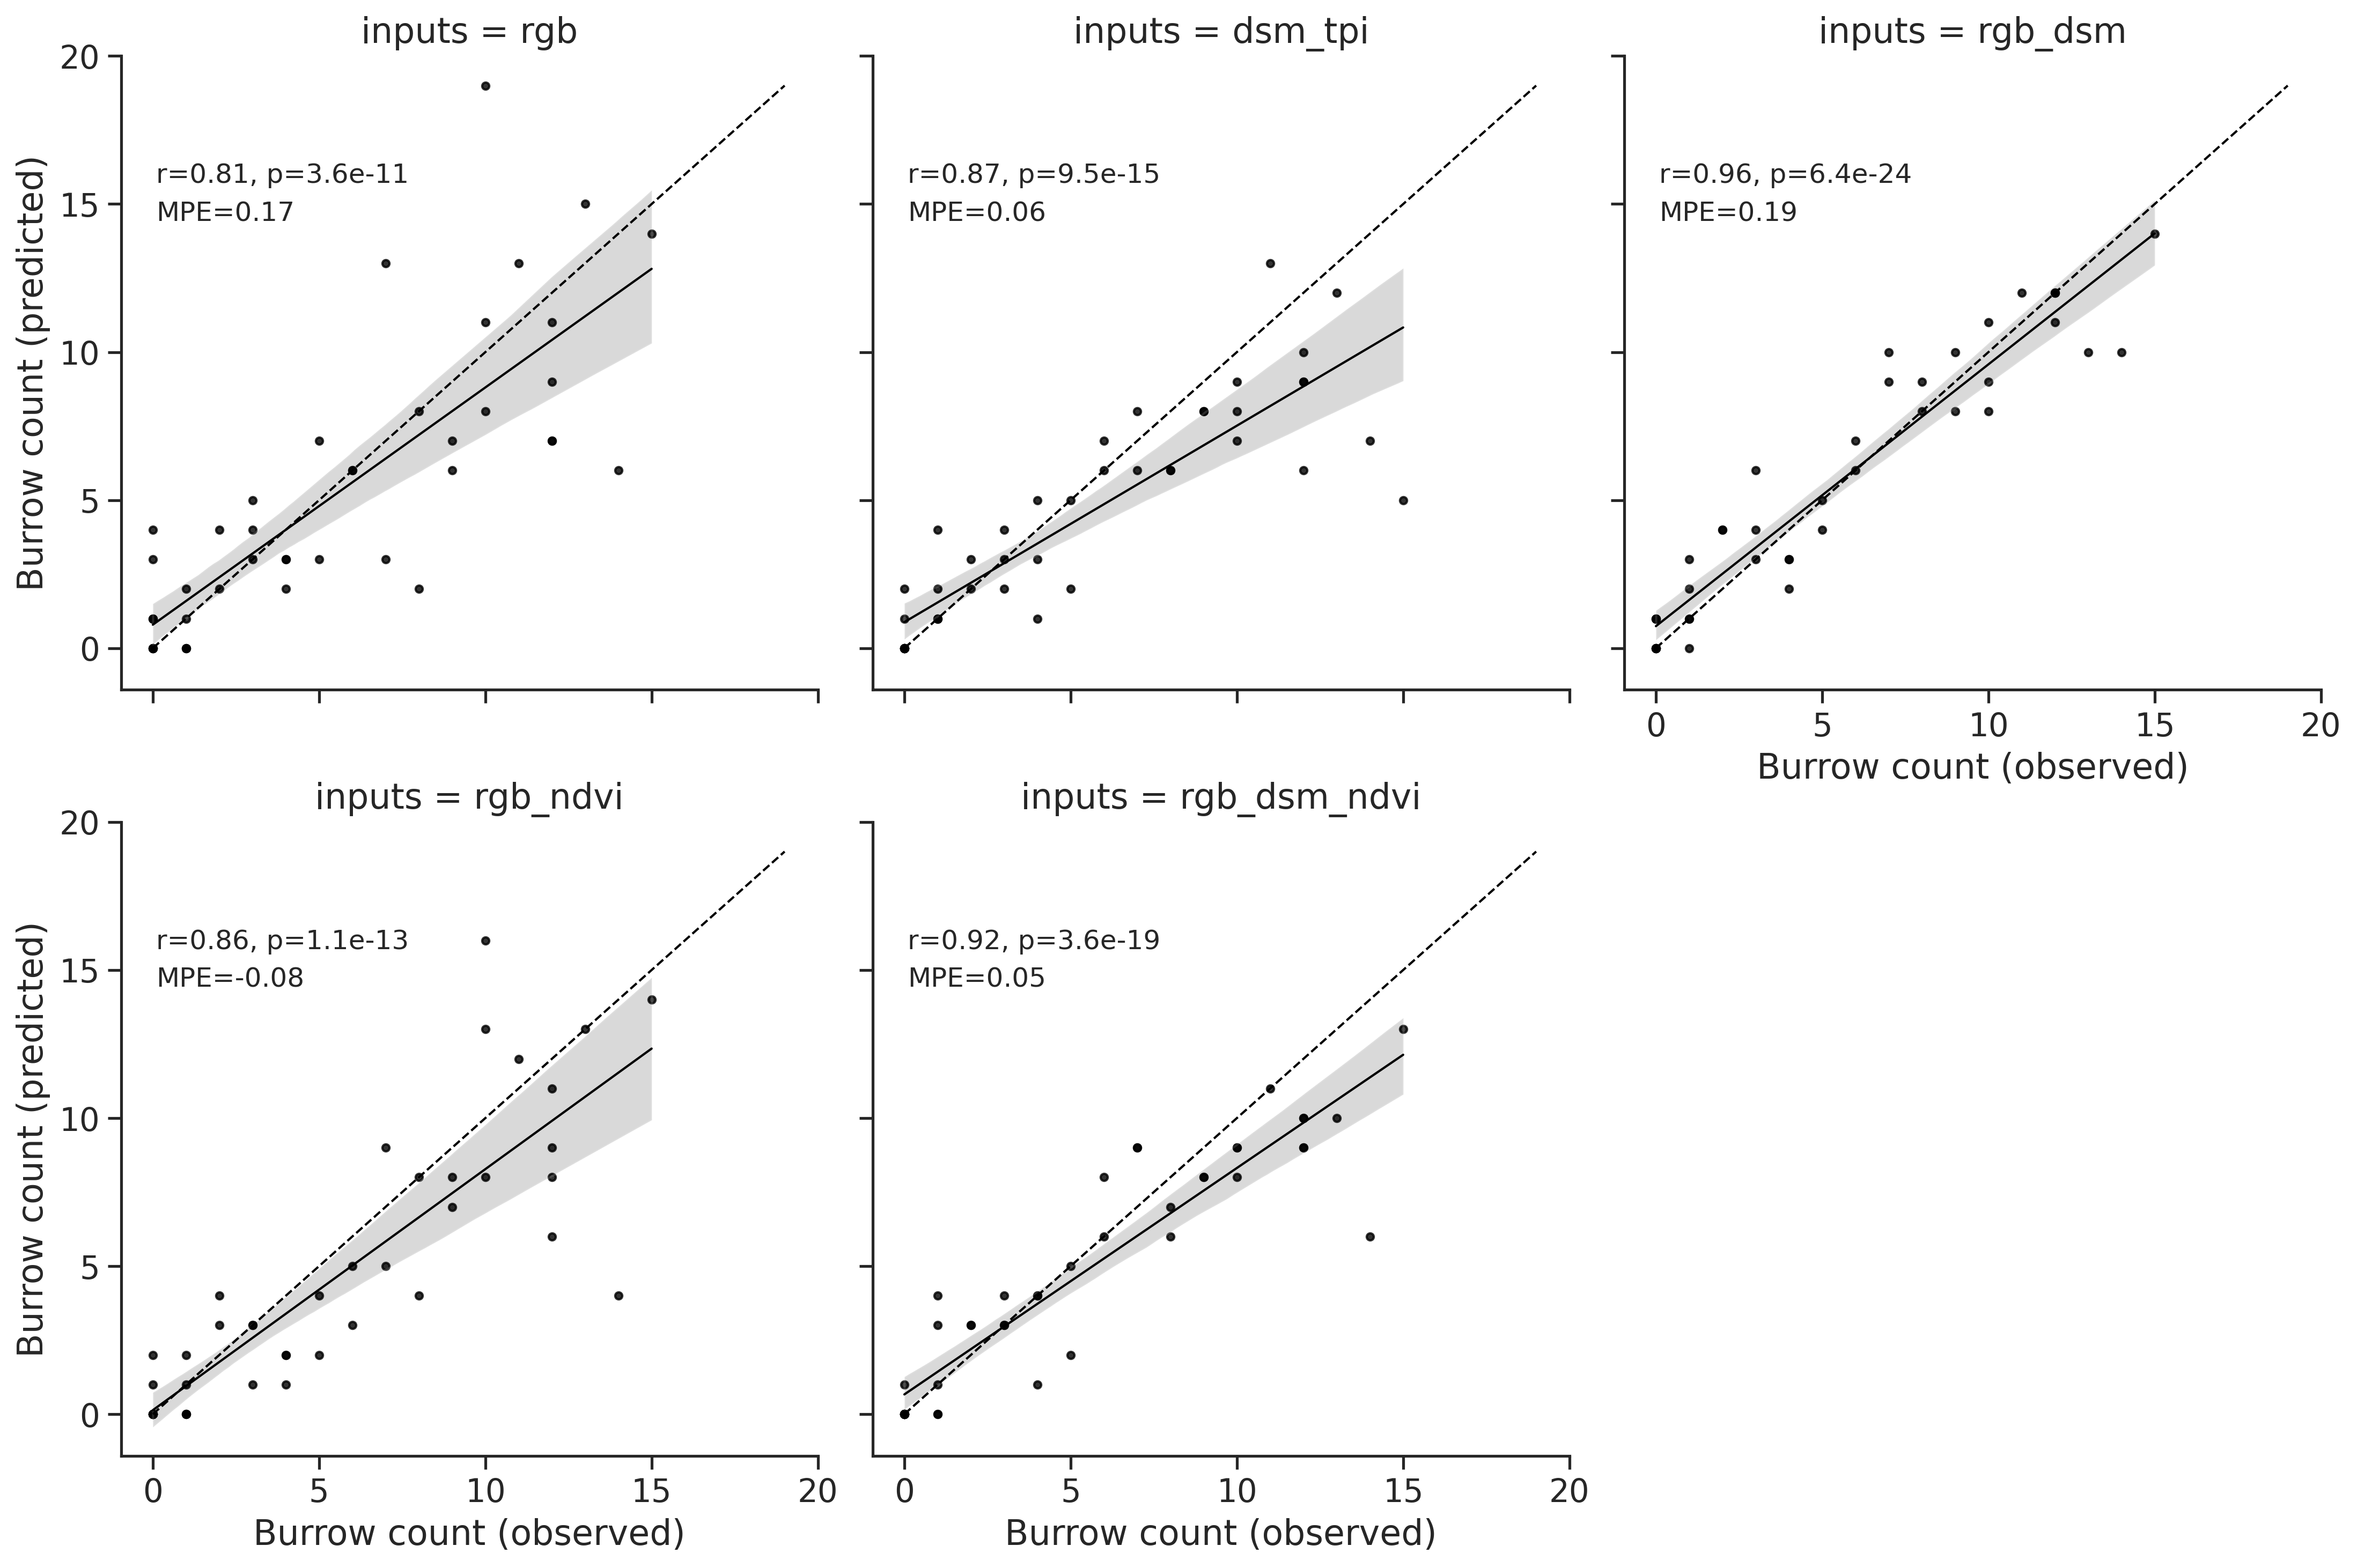 inputs = rgb
20
15
10
5
0
Burrow count (predicted)
r=0.81, p=3.6e-11
MPE=0.17
inputs = dsm_tpi
r=0.87, p=9.5e-15
MPE=0.06
inputs = rgb_dsm
r=0.96, p=6.4e-24
MPE=0.19
0 5 10 15 20
Burrow count (observed)
inputs = rgb_ndvi
20
15
10
5
0
Burrow count (predicted)
r=0.86, p=1.1e-13
MPE=-0.08
0 5 10 15 20
Burrow count (observed)
inputs = rgb_dsm_ndvi
r=0.92, p=3.6e-19
MPE=0.05
0 5 10 15 20
Burrow count (observed)